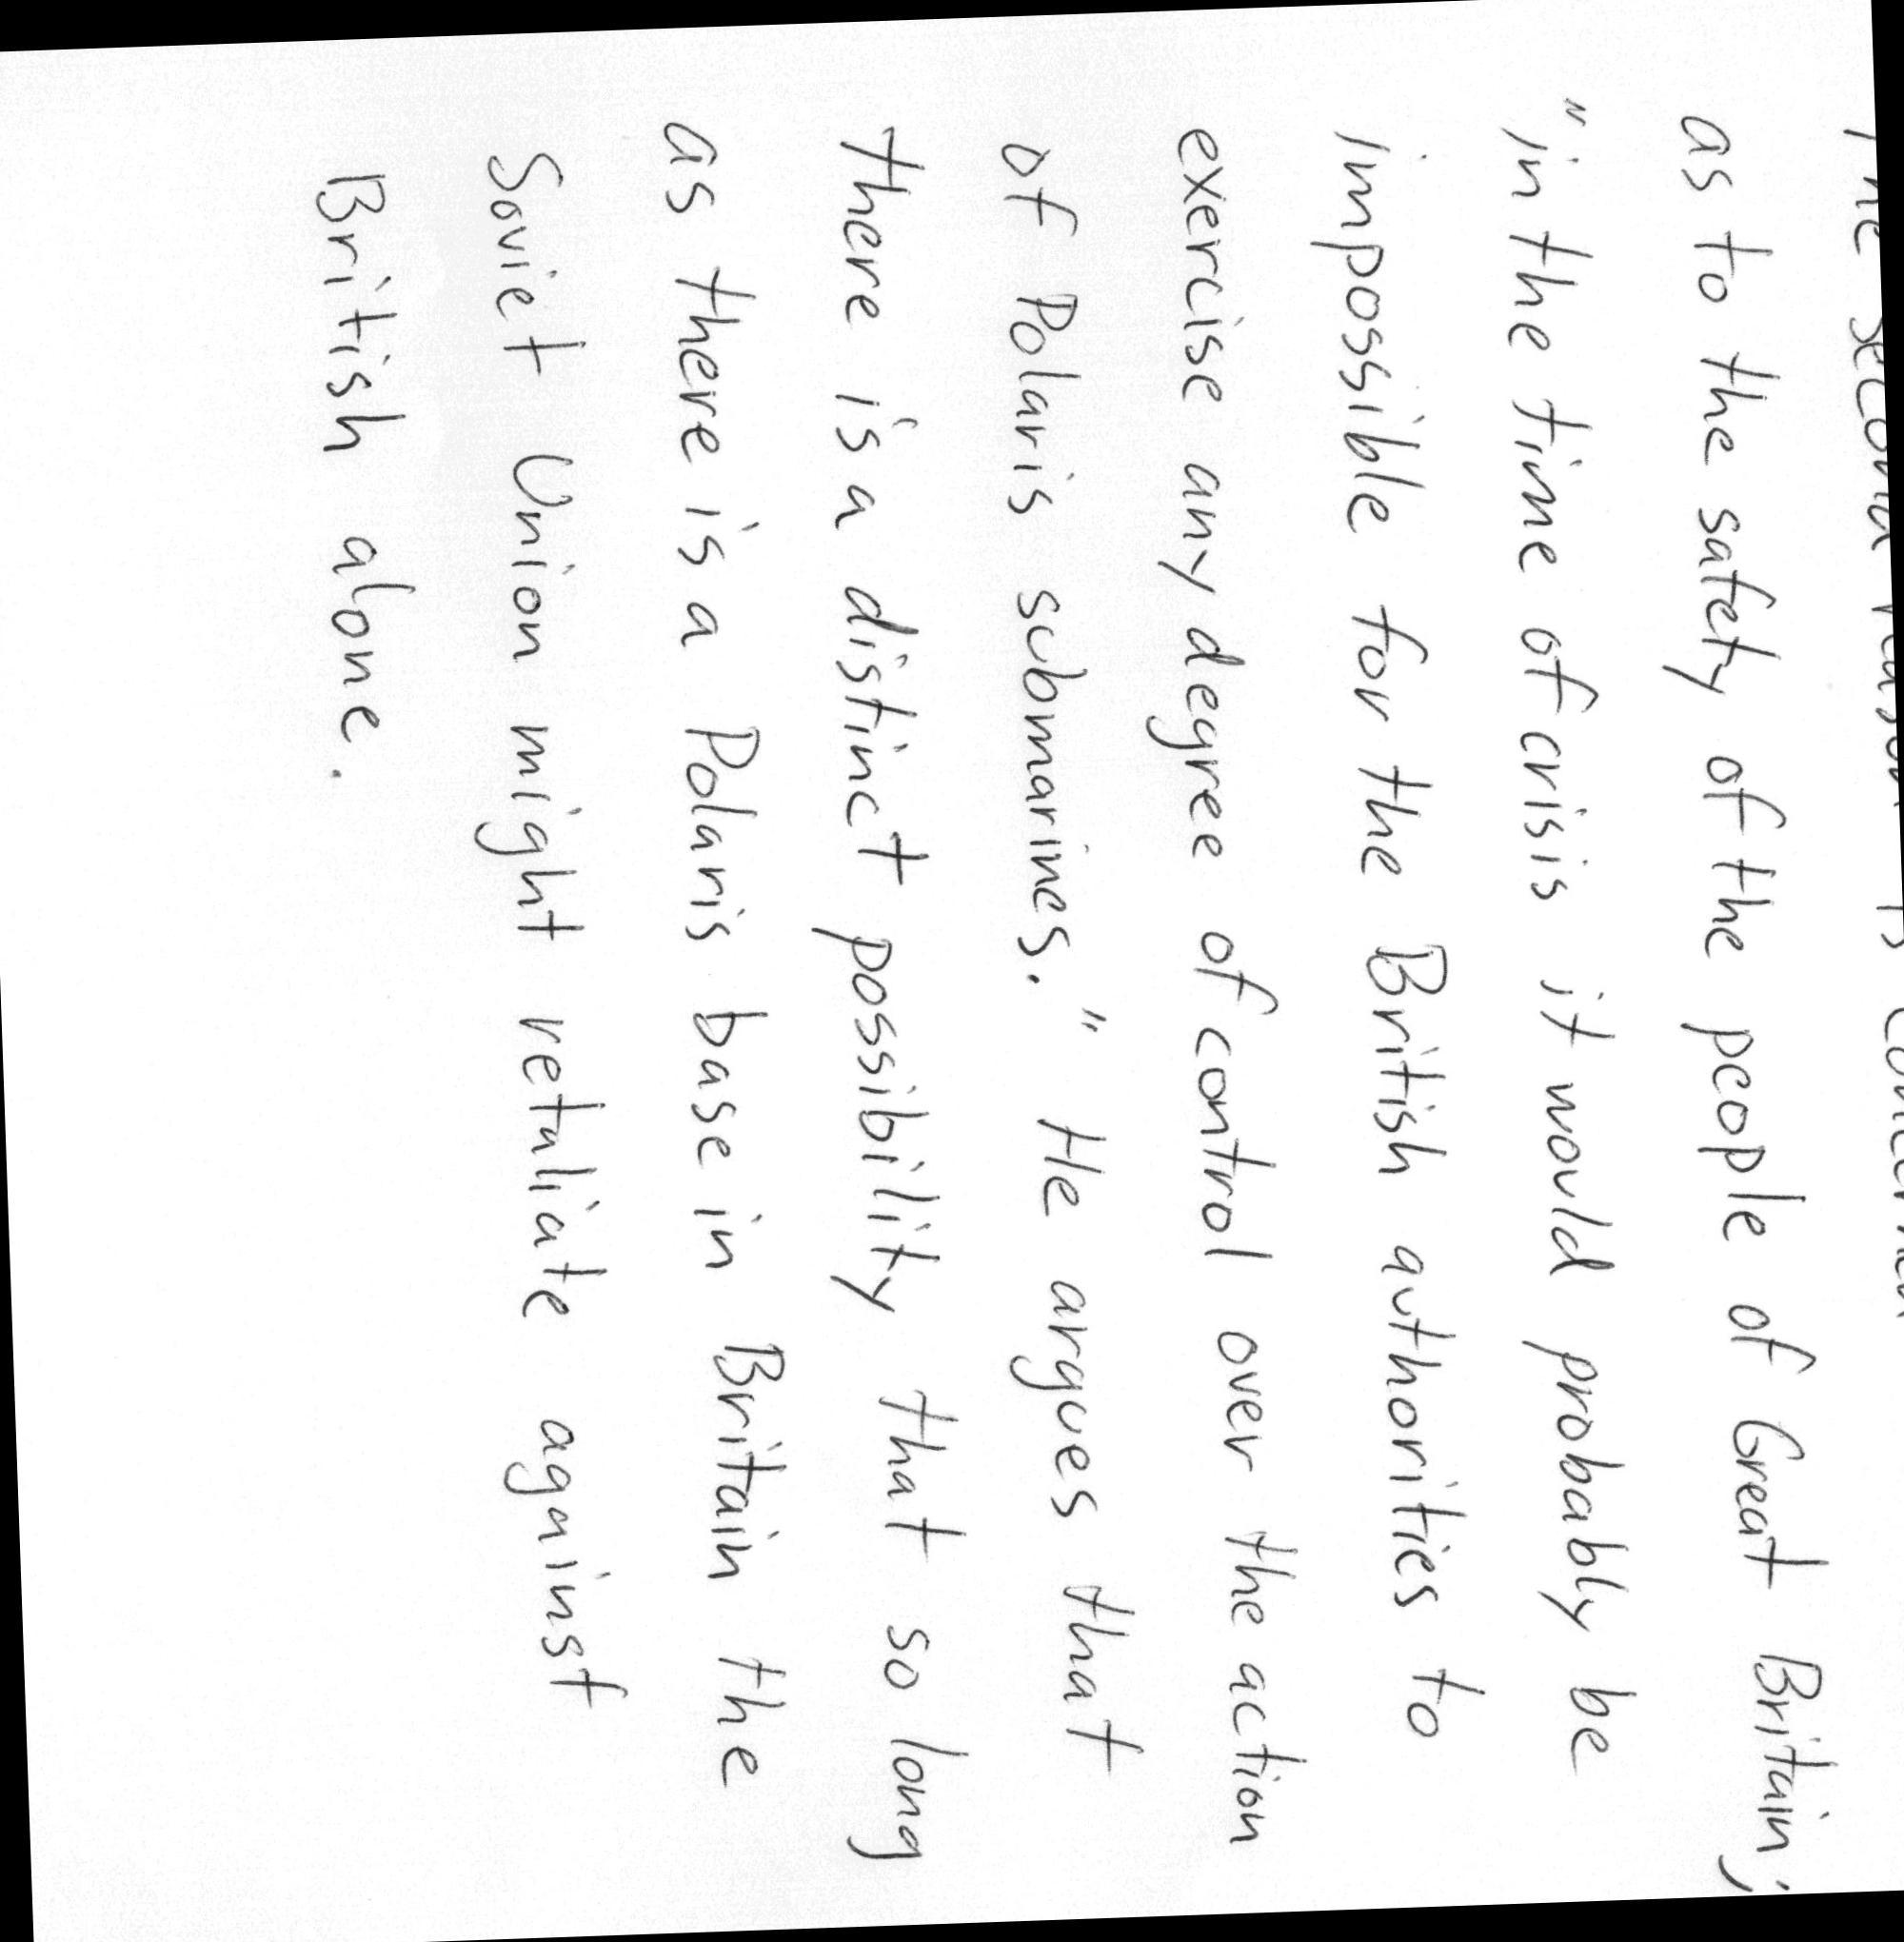 The second reason is concerned
as to the safety of the people of Great Britain;
"in the time of crisis it would probably be
impossible for the British authorities to
exercise any degree of control over the action
of Polaris submarines." He argues that
there is a distinct possibility that so long
as there is a Polaris base in Britain the
Soviet Union might retaliate against
British alone.